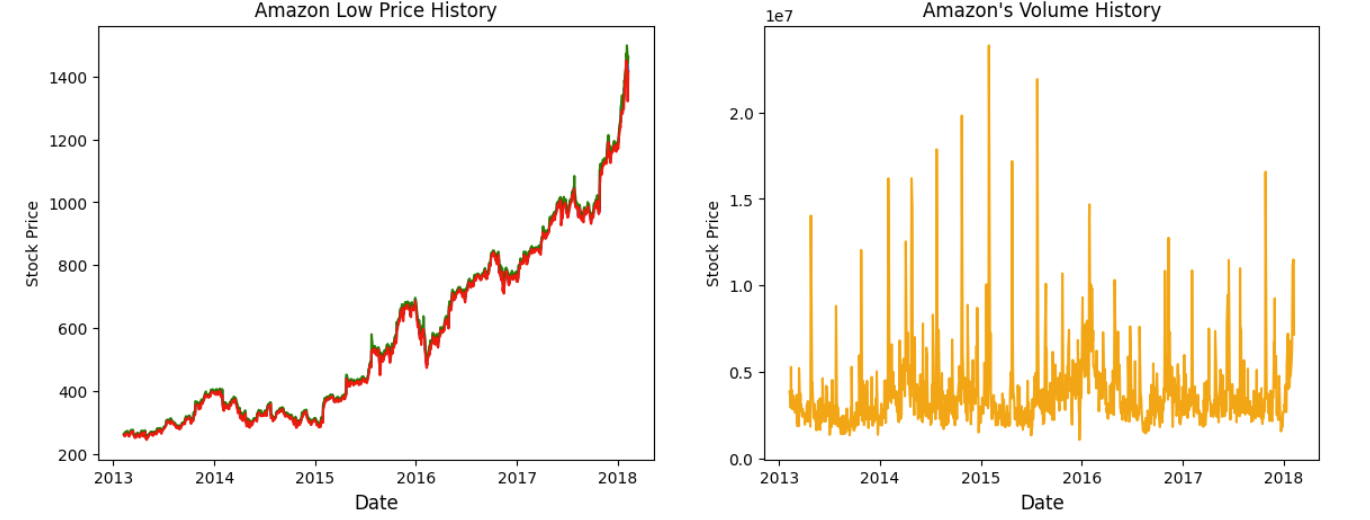 Amazon Low Price History
Stock Price
1400
1200
1000
800
600
400
200
2013 2014 2015 2016 2017 2018
Date
Amazon's Volume History
1e7
Stock Price
2.0
1.5
1.0
0.5
0.0
2013 2014 2015 2016 2017 2018
Date